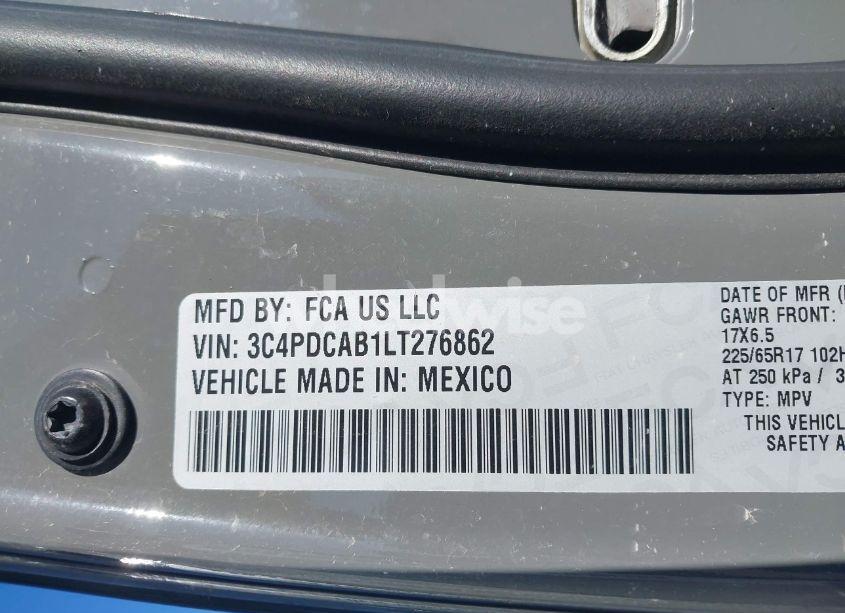 MFD BY: FCA US LLC
VIN: 3C4PDCAB1LT276862
VEHICLE MADE IN: MEXICO
DATE OF MFR (
GAWR FRONT:
17X6.5
225/65R17 102H
AT 250 kPa / 3
TYPE: MPV
THIS VEHICL
SAFETY A